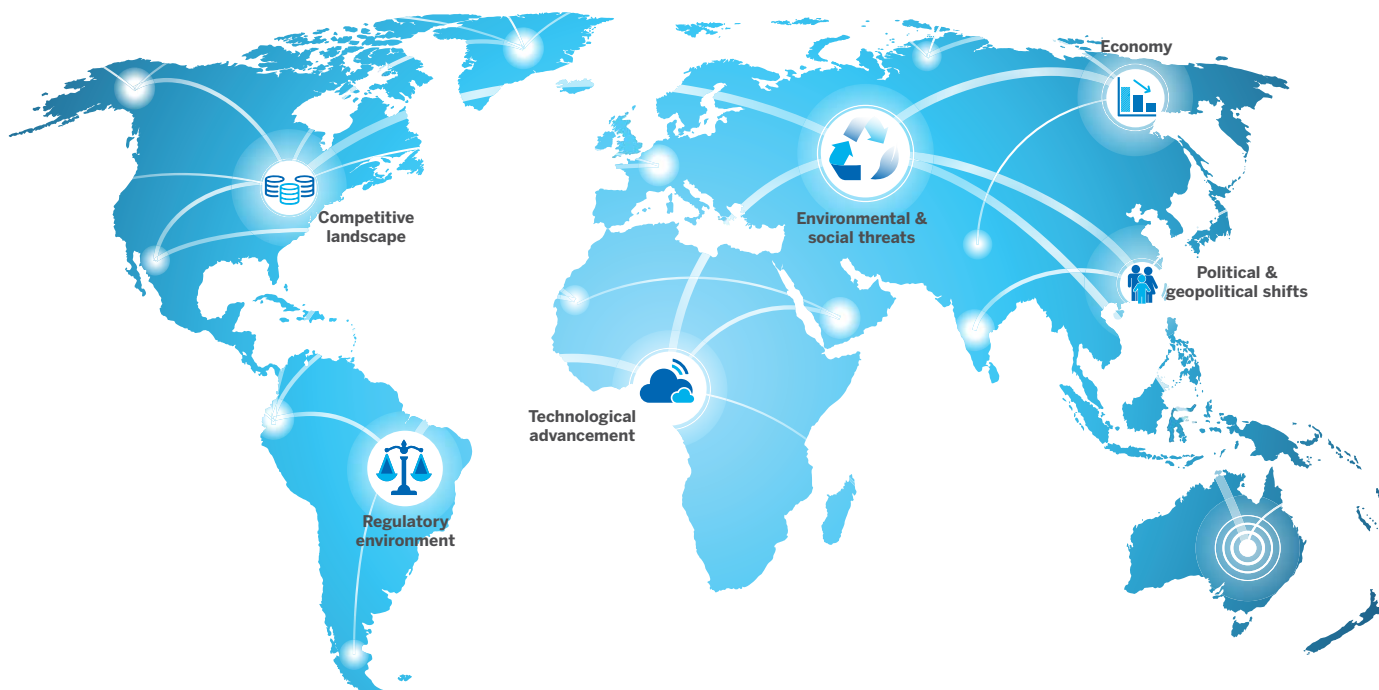 Economy
Competitive
landscape
Environmental &
social threats
Political &
geopolitical shifts
Technological
advancement
Regulatory
environment